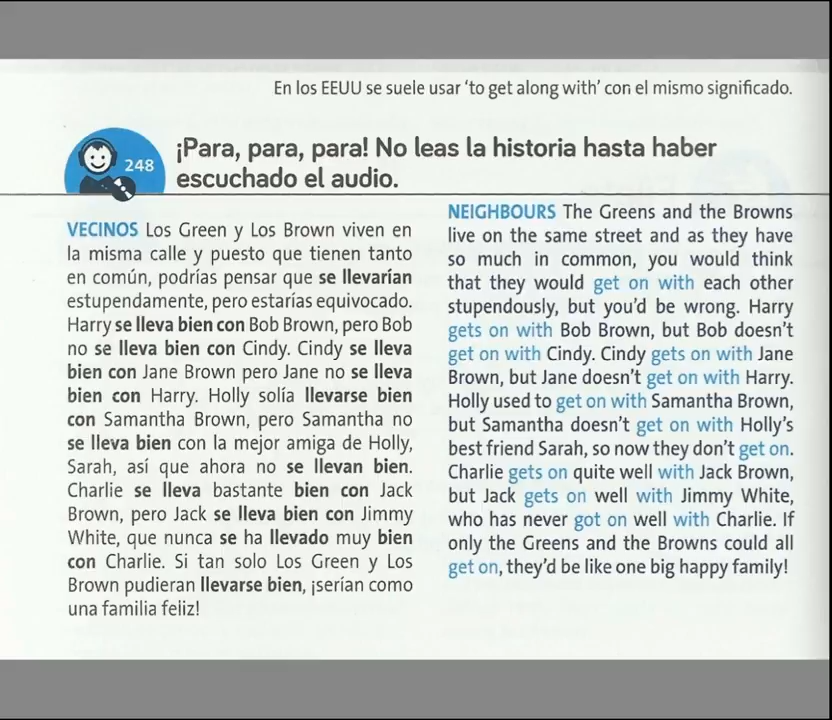 En los EEUU se suele usar 'to get along with' con el mismo significado.
248
¡Para, para, para! No leas la historia hasta haber
escuchado el audio.
VECINOS Los Green y Los Brown viven en
la misma calle y puesto que tienen tanto
en común, podrías pensar que se llevarían
estupendamente, pero estarías equivocado.
Harry se lleva bien con Bob Brown, pero Bob
no se lleva bien con Cindy. Cindy se lleva
bien con Jane Brown pero Jane no se lleva
bien con Harry. Holly solía llevarse bien
con Samantha Brown, pero Samantha no
se lleva bien con la mejor amiga de Holly,
Sarah, así que ahora no se llevan bien.
Charlie se lleva bastante bien con Jack
Brown, pero Jack se lleva bien con Jimmy
White, que nunca se ha llevado muy bien
con Charlie. Si tan solo Los Green y Los
Brown pudieran llevarse bien, ¡serían como
una familia feliz!
NEIGHBOURS The Greens and the Browns
live on the same street and as they have
so much in common, you would think
that they would get on with each other
stupendously, but you'd be wrong. Harry
gets on with Bob Brown, but Bob doesn't
get on with Cindy. Cindy gets on with Jane
Brown, but Jane doesn't get on with Harry.
Holly used to get on with Samantha Brown,
but Samantha doesn't get on with Holly's
best friend Sarah, so now they don't get on.
Charlie gets on quite well with Jack Brown,
but Jack gets on well with Jimmy White,
who has never got on well with Charlie. If
only the Greens and the Browns could all
get on, they'd be like one big happy family!